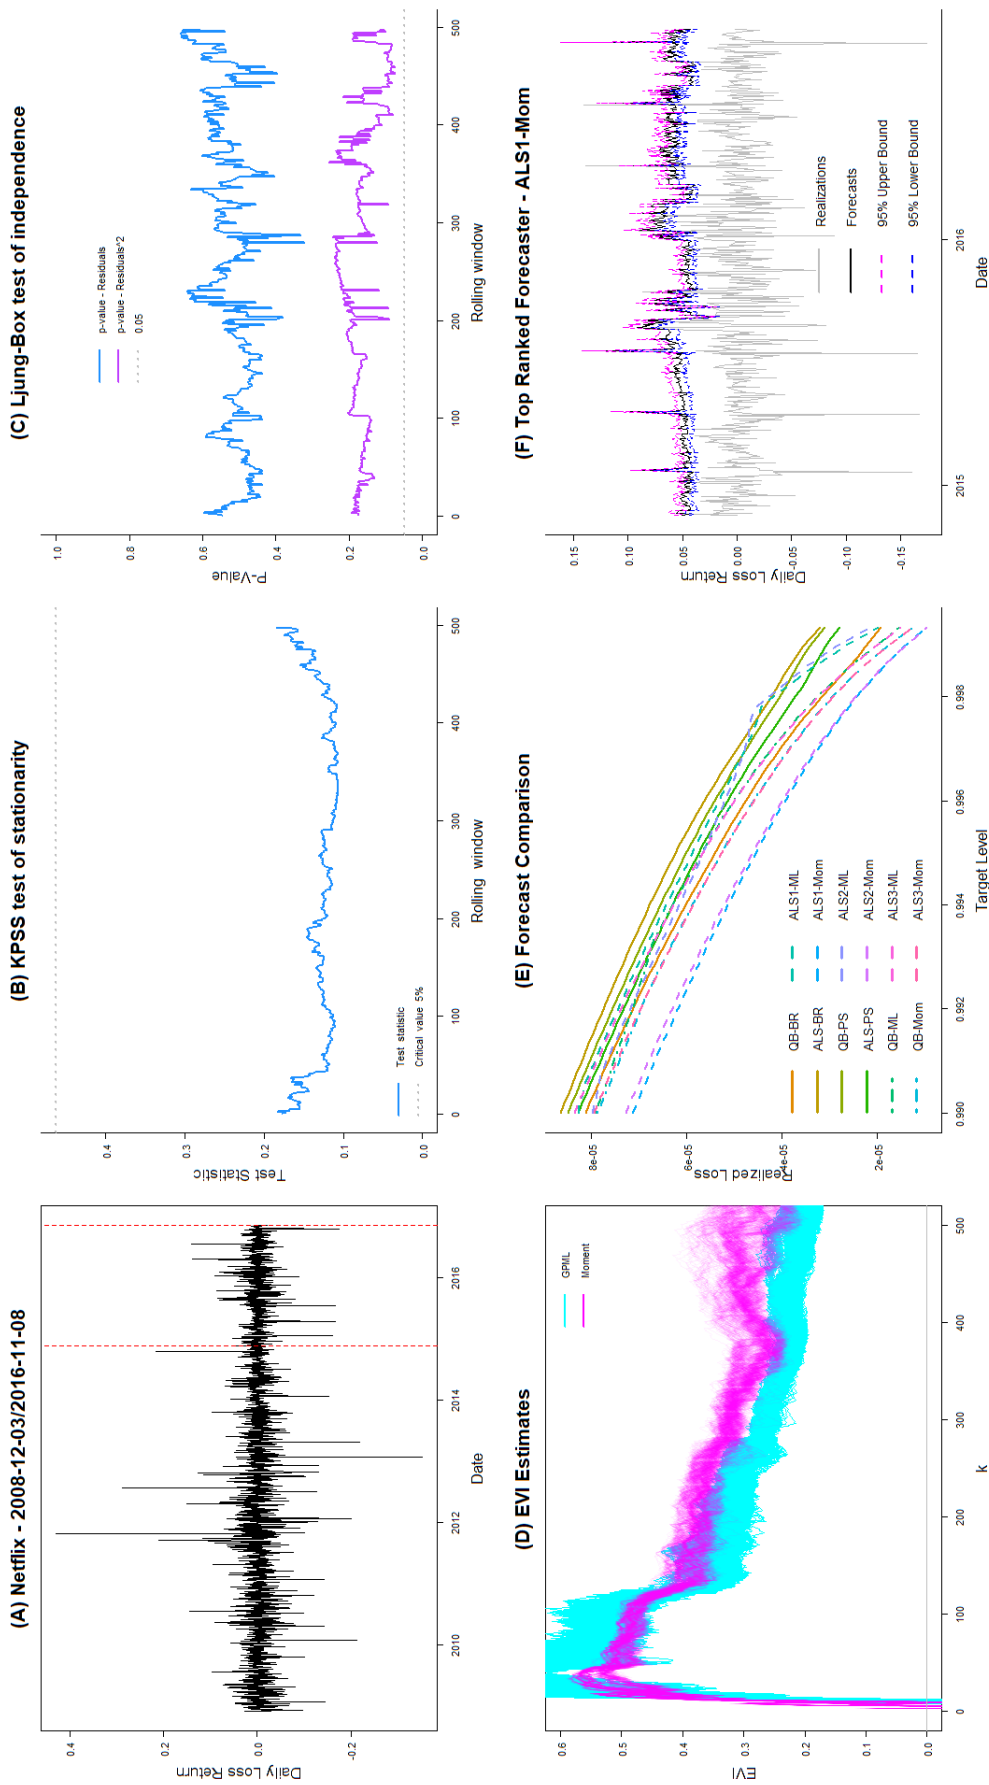 (A) Netflix - 2008-12-03/2016-11-08
Daily Loss Return
0.4
0.2
0.0
-0.2
2010
2012
2014
2016
Date
(B) KPSS test of stationarity
Test Statistic
0.4
0.3
0.2
0.1
0.0
Test statistic
Critical value 5%
0
100
200
300
400
500
Rolling window
(C) Ljung-Box test of independence
P-Value
1.0
0.8
0.6
0.4
0.2
0.0
p-value - Residuals
p-value - Residuals^2
0.05
0
100
200
300
400
500
Rolling window
(D) EVI Estimates
EVI
0.6
0.5
0.4
0.3
0.2
0.1
0.0
GPML
Moment
0
100
200
300
400
500
k
(E) Forecast Comparison
Realized Loss
8e-05
6e-05
4e-05
2e-05
QB-BR
ALS-BR
QB-PS
ALS-PS
QB-ML
QB-Mom
ALS1-ML
ALS1-Mom
ALS2-ML
ALS2-Mom
ALS3-ML
ALS3-Mom
0.990
0.992
0.994
0.996
0.998
Target Level
(F) Top Ranked Forecaster - ALS1-Mom
Daily Loss Return
0.15
0.10
0.05
0.00
-0.05
-0.10
-0.15
Realizations
Forecasts
95% Upper Bound
95% Lower Bound
2015
2016
Date